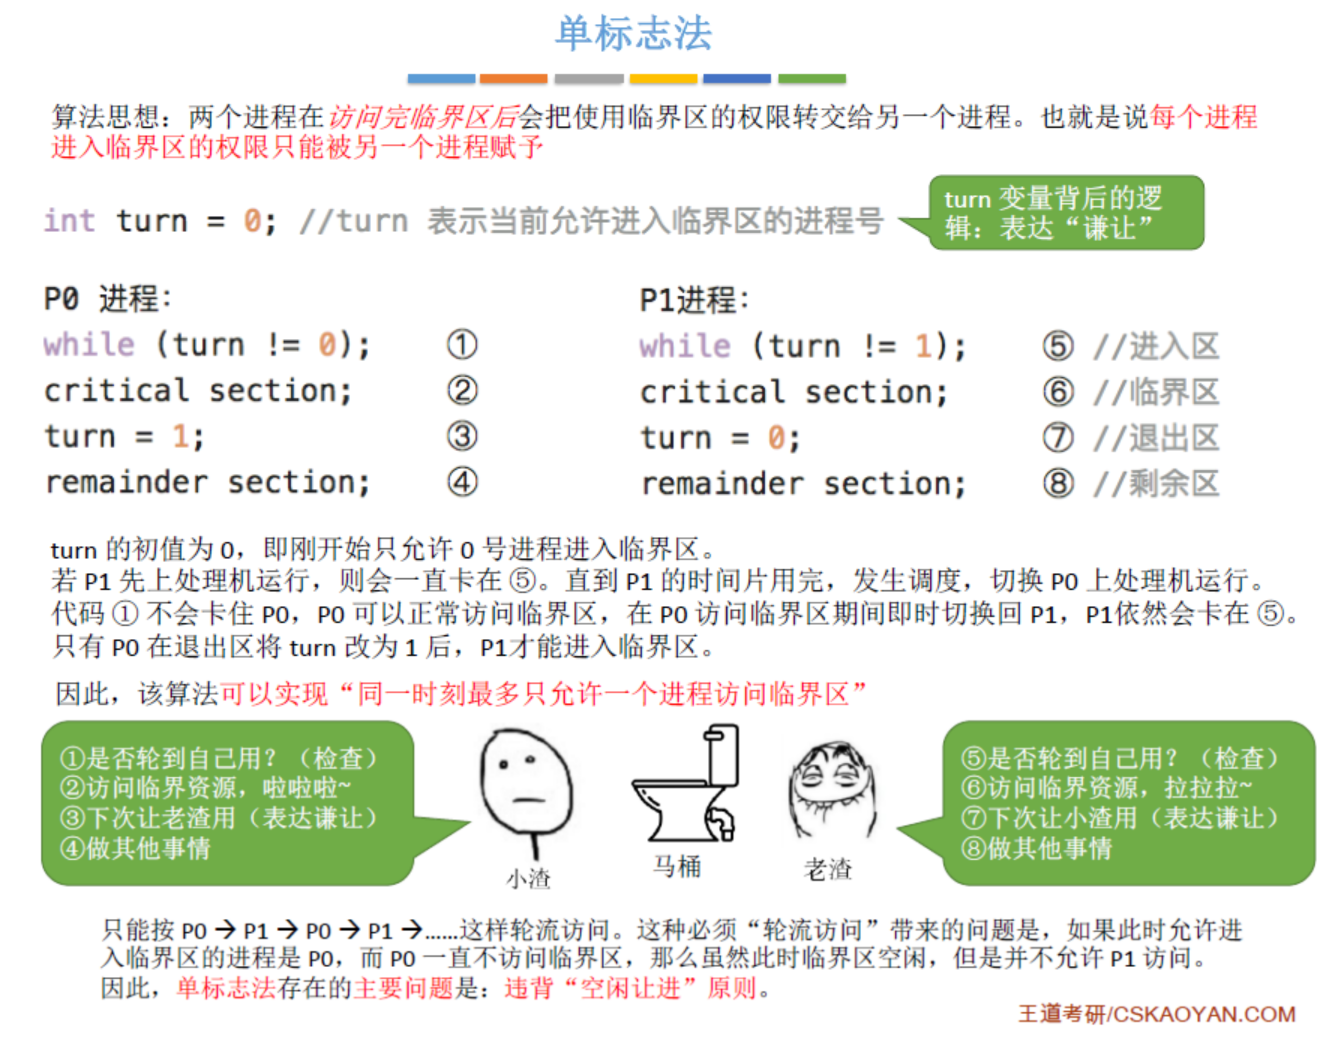 单标志法
算法思想：两个进程在访问完临界区后会把使用临界区的权限转交给另一个进程。也就是说每个进程
进入临界区的权限只能被另一个进程赋予
int turn = 0; //turn 表示当前允许进入临界区的进程号
turn 变量背后的逻
辑：表达“谦让”
P0 进程：
while (turn != 0); ①
critical section; ②
turn = 1; ③
remainder section; ④
P1进程：
while (turn != 1); ⑤ //进入区
critical section; ⑥ //临界区
turn = 0; ⑦ //退出区
remainder section; ⑧ //剩余区
turn 的初值为 0，即刚开始只允许 0 号进程进入临界区。
若 P1 先上处理机运行，则会一直卡在 ⑤。直到 P1 的时间片用完，发生调度，切换 P0 上处理机运行。
代码 ① 不会卡住 P0，P0 可以正常访问临界区，在 P0 访问临界区期间即时切换回 P1，P1依然会卡在 ⑤。
只有 P0 在退出区将 turn 改为 1 后，P1才能进入临界区。
因此，该算法可以实现“同一时刻最多只允许一个进程访问临界区”
①是否轮到自己用？（检查）
②访问临界资源，啦啦啦~
③下次让老渣用（表达谦让）
④做其他事情
小渣
马桶
老渣
⑤是否轮到自己用？（检查）
⑥访问临界资源，拉拉拉~
⑦下次让小渣用（表达谦让）
⑧做其他事情
只能按 P0 → P1 → P0 → P1 →……这样轮流访问。这种必须“轮流访问”带来的问题是，如果此时允许进
入临界区的进程是 P0，而 P0 一直不访问临界区，那么虽然此时临界区空闲，但是并不允许 P1 访问。
因此，单标志法存在的主要问题是：违背“空闲让进”原则。
王道考研/CSKAOYAN.COM